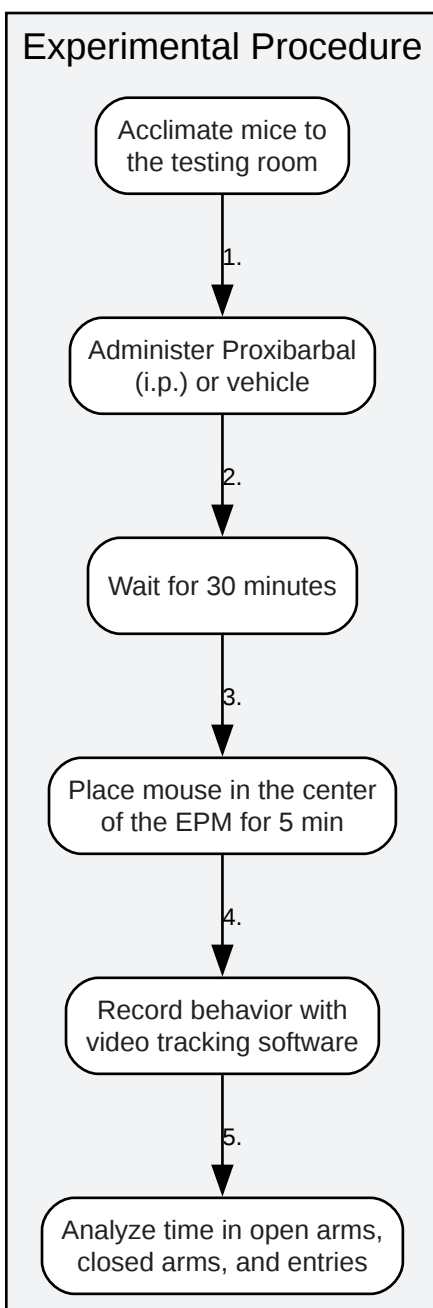 Experimental Procedure
Acclimate mice to
the testing room
1.
Administer Proxibarbal
(i.p.) or vehicle
2.
Wait for 30 minutes
3.
Place mouse in the center
of the EPM for 5 min
4.
Record behavior with
video tracking software
5.
Analyze time in open arms,
closed arms, and entries